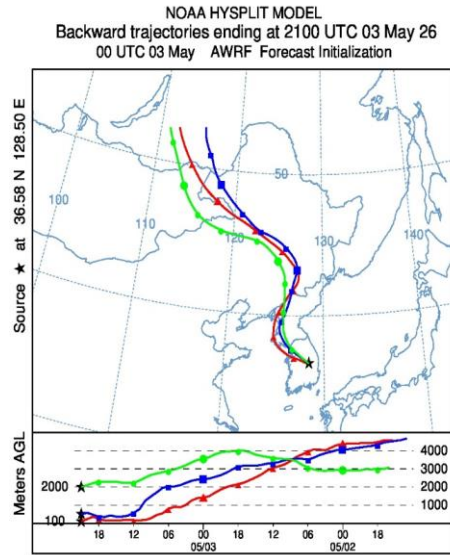 NOAA HYSPLIT MODEL
Backward trajectories ending at 2100 UTC 03 May 26
00 UTC 03 May AWRF Forecast Initialization
Source ★ at 36.58 N 128.50 E
50
100
110
120
130
140
Meters AGL
4000
3000
2000
2000
1000
100
18 12 06 00 18 12 06 00 18
05/03 05/02